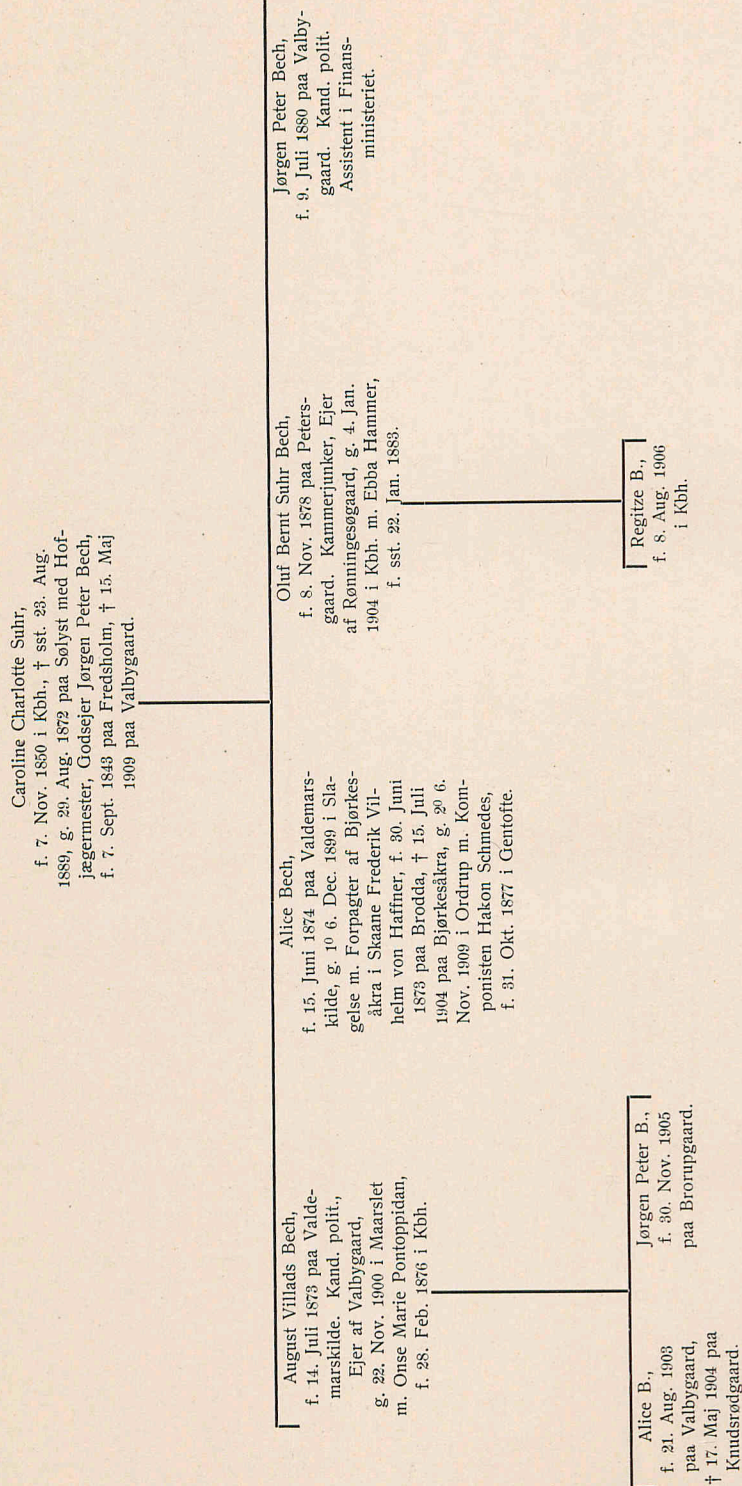 Caroline Charlotte Suhr,
f. 7. Nov. 1850 i Kbh., † sst. 23. Aug.
1889, g. 29. Aug. 1872 paa Sølyst med Hof-
jægermester, Godsejer Jørgen Peter Bech,
f. 7. Sept. 1843 paa Fredsholm, † 15. Maj
1909 paa Valbygaard.
August Villads Bech,
f. 14. Juli 1873 paa Valde-
marskilde. Kand. polit.,
Ejer af Valbygaard,
g. 22. Nov. 1900 i Maarslet
m. Onse Marie Pontoppidan,
f. 28. Feb. 1876 i Kbh.
Alice Bech,
f. 15. Juni 1874 paa Valdemars-
kilde, g. 1º 6. Dec. 1899 i Sla-
gelse m. Forpagter af Bjørkes-
åkra i Skaane Frederik Vil-
helm von Haffner, f. 30. Juni
1873 paa Brodda, † 15. Juli
1904 paa Bjørkesåkra, g. 2º 6.
Nov. 1909 i Ordrup m. Kom-
ponisten Hakon Schmedes,
f. 31. Okt. 1877 i Gentofte.
Oluf Bernt Suhr Bech,
f. 8. Nov. 1878 paa Peters-
gaard. Kammerjunker, Ejer
af Rønningesøgaard, g. 4. Jan.
1904 i Kbh. m. Ebba Hammer,
f. sst. 22. Jan. 1883.
Jørgen Peter Bech,
f. 9. Juli 1880 paa Valby-
gaard. Kand. polit.
Assistent i Finans-
ministeriet.
Alice B.,
f. 21. Aug. 1903
paa Valbygaard,
† 17. Maj 1904 paa
Knudsrødgaard.
Jørgen Peter B.,
f. 30. Nov. 1905
paa Brorupgaard.
Regitze B.,
f. 8. Aug. 1906
i Kbh.